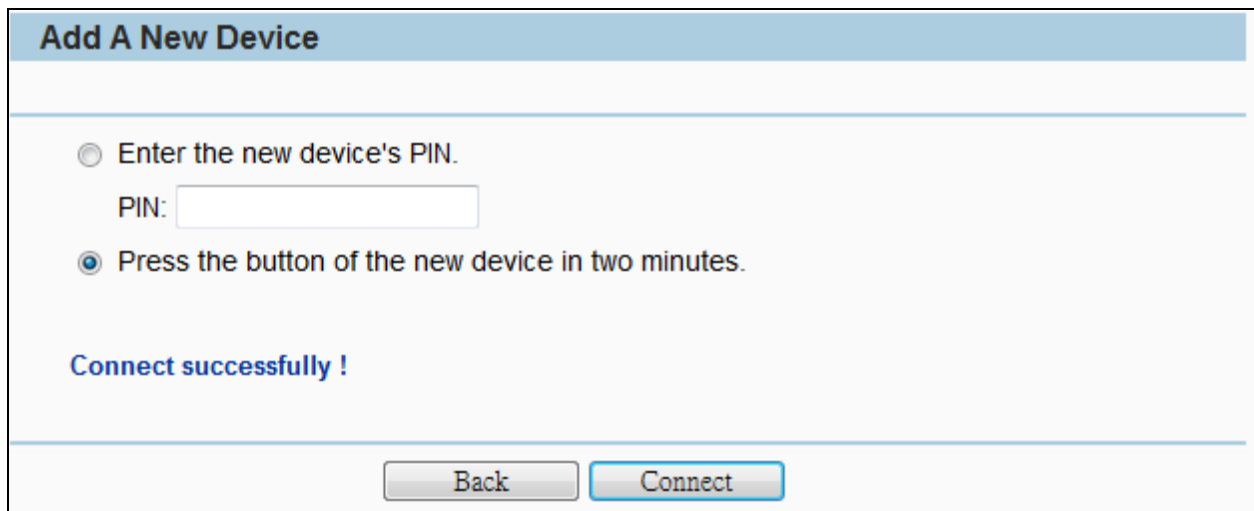 Add A New Device
Enter the new device's PIN.
PIN:
Press the button of the new device in two minutes.
Connect successfully !
Back Connect